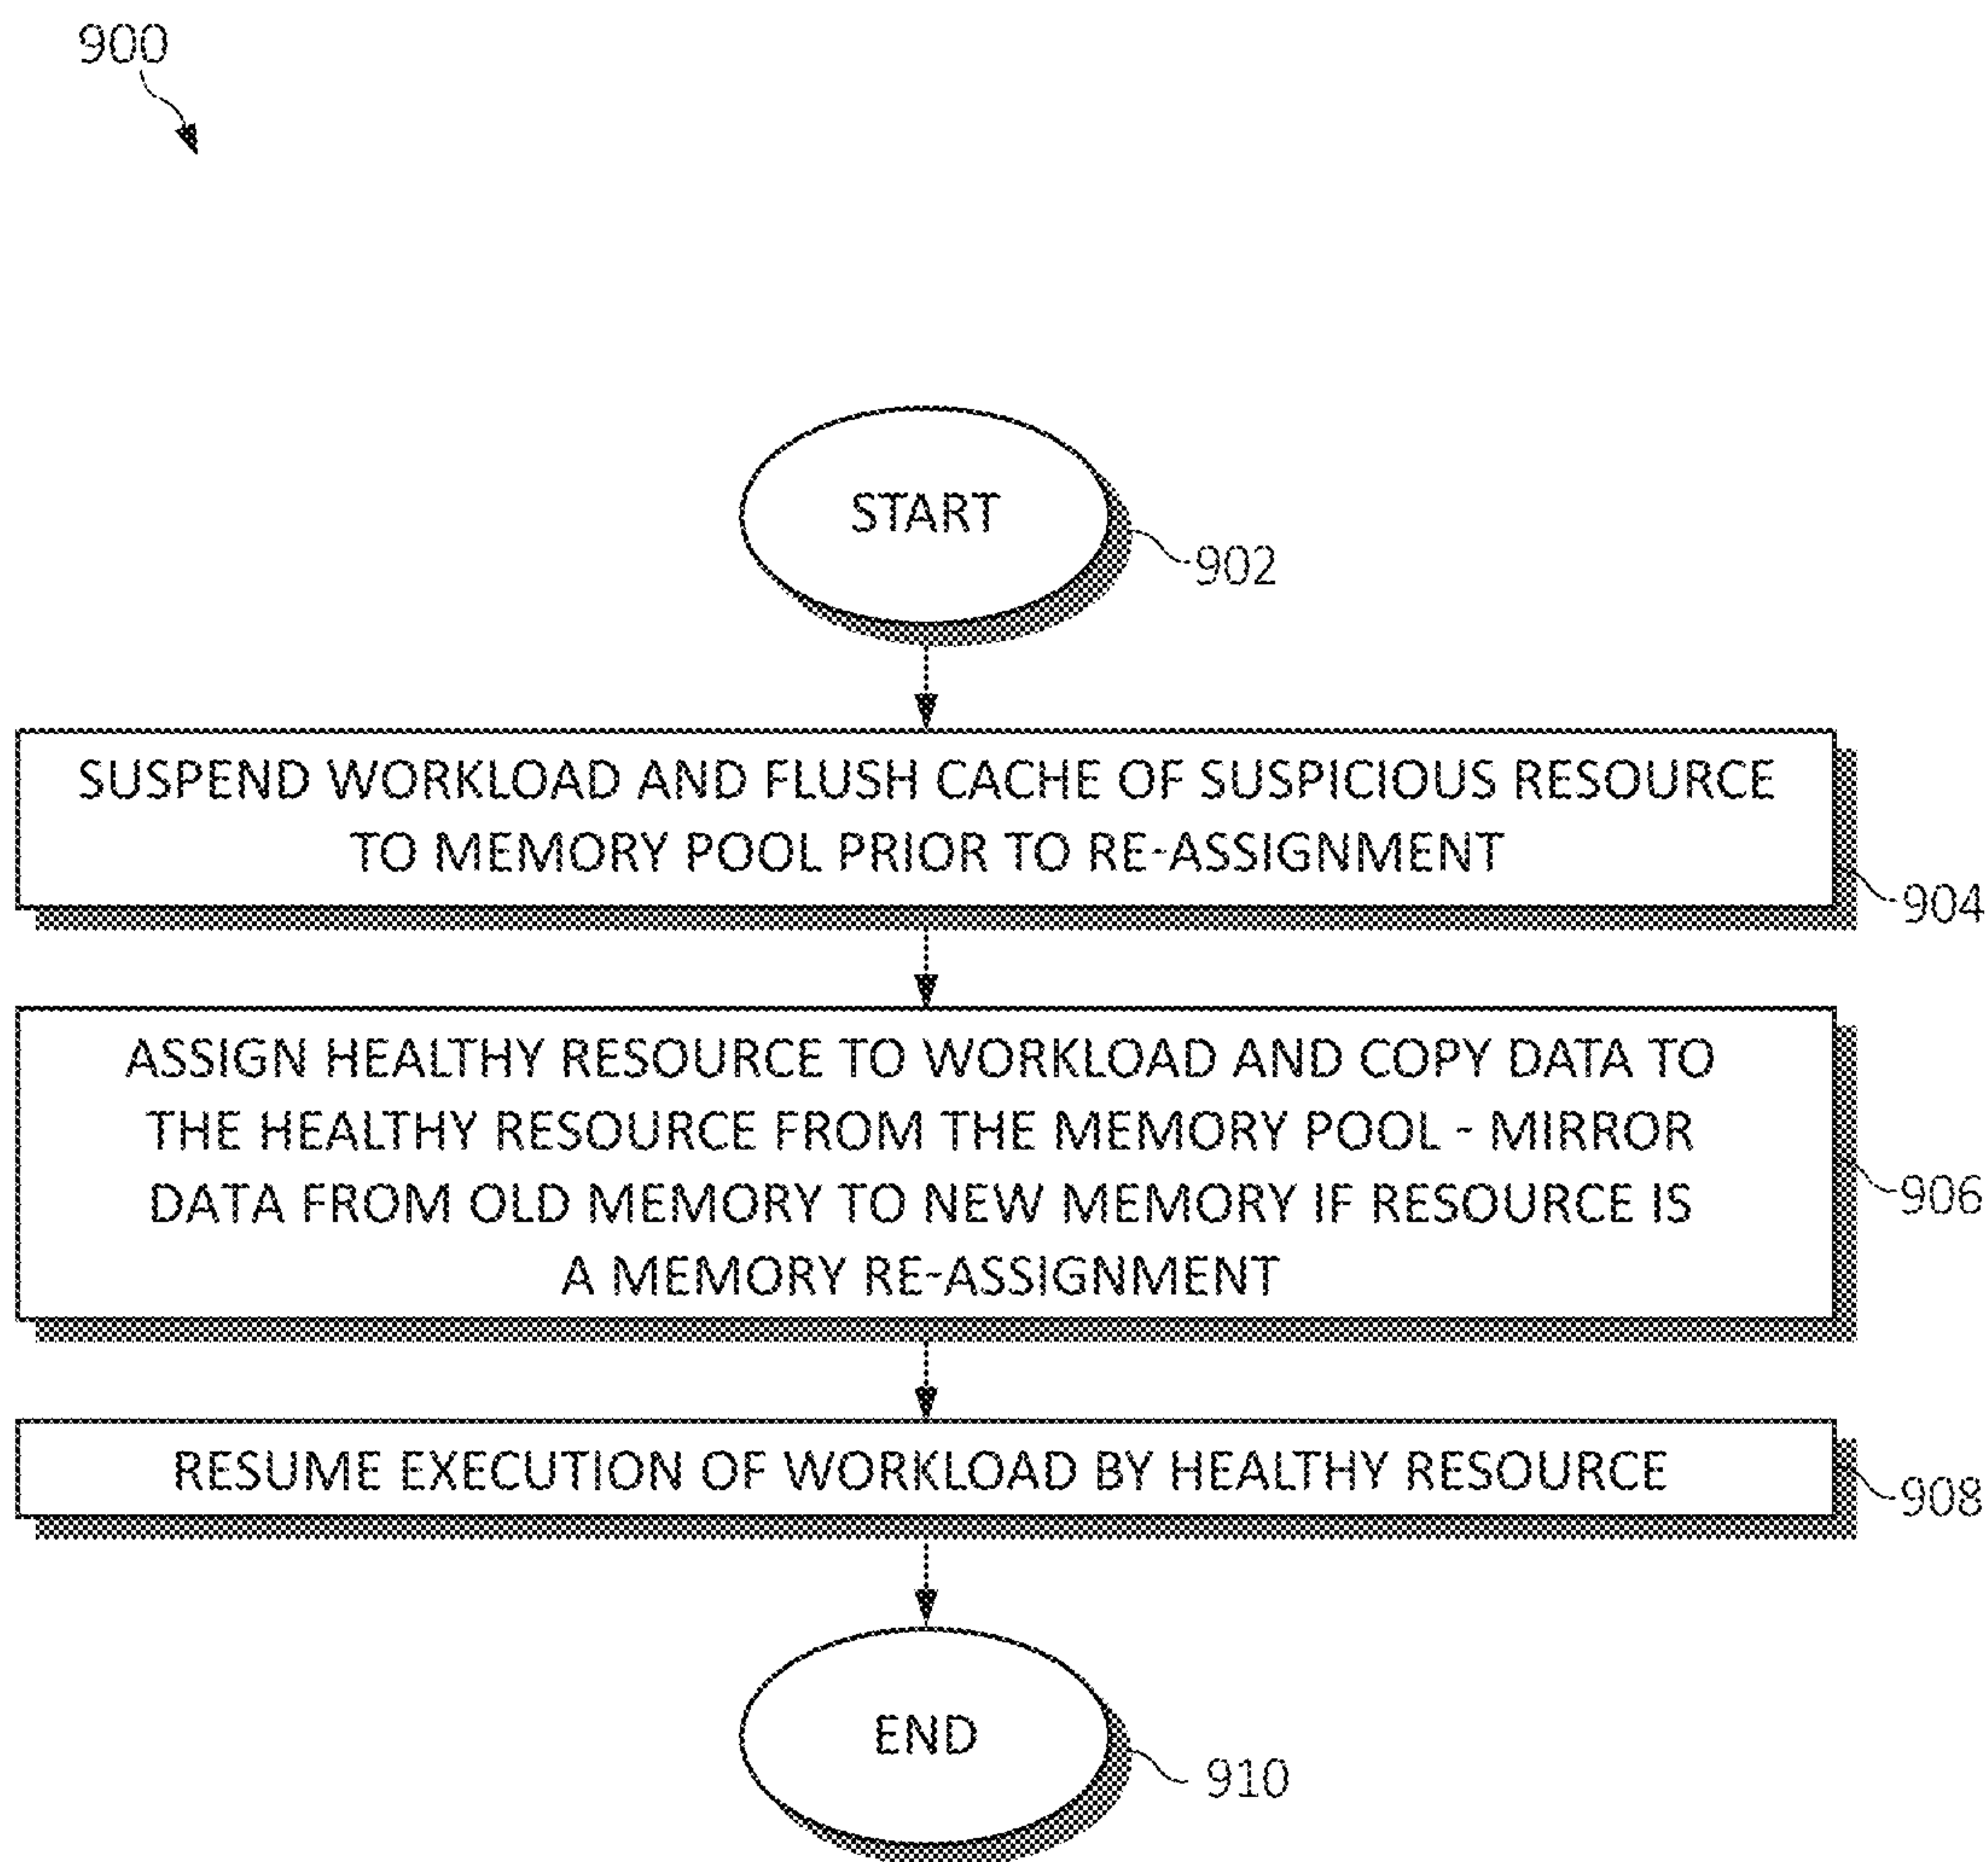 900
START
902
SUSPEND WORKLOAD AND FLUSH CACHE OF SUSPICIOUS RESOURCE
TO MEMORY POOL PRIOR TO RE-ASSIGNMENT
904
ASSIGN HEALTHY RESOURCE TO WORKLOAD AND COPY DATA TO
THE HEALTHY RESOURCE FROM THE MEMORY POOL - MIRROR
DATA FROM OLD MEMORY TO NEW MEMORY IF RESOURCE IS
A MEMORY RE-ASSIGNMENT
906
RESUME EXECUTION OF WORKLOAD BY HEALTHY RESOURCE
908
END
910